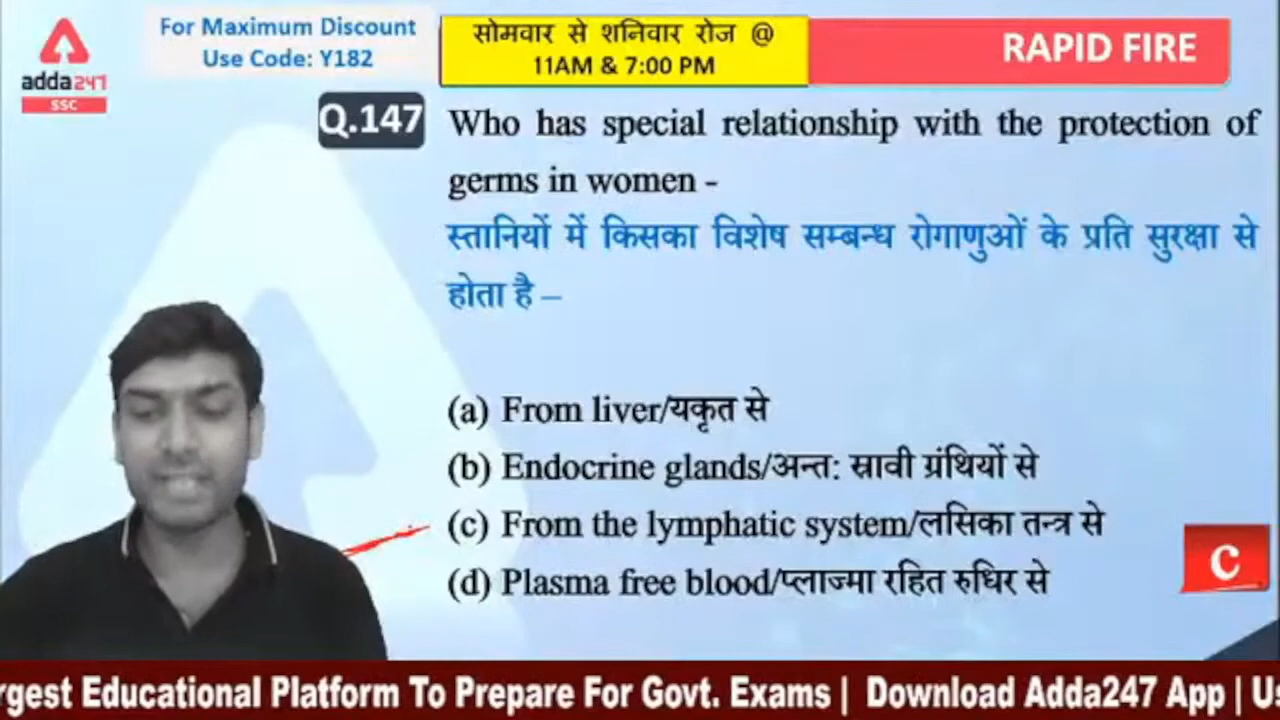 For Maximum Discount
Use Code: Y182
adda247
SSC
सोमवार से शनिवार रोज @
11AM & 7:00 PM
RAPID FIRE
Q.147
Who has special relationship with the protection of
germs in women -
स्तानियों में किसका विशेष सम्बन्ध रोगाणुओं के प्रति सुरक्षा से
होता है –
(a) From liver/यकृत से
(b) Endocrine glands/अन्त: स्रावी ग्रंथियों से
(c) From the lymphatic system/लसिका तन्त्र से
(d) Plasma free blood/प्लाज्मा रहित रुधिर से
C
Educational Platform To Prepare For Govt. Exams | Download Adda247 App |